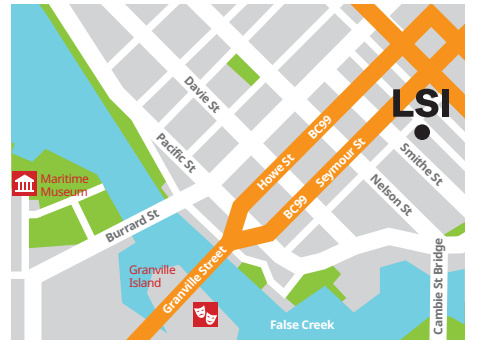 LSI
Davie St
BC99
Pacific St
Howe St
Seymour St
Smithe St
Maritime
Museum
Nelson St
BC99
Burrard St
Granville
Island
Granville Street
Camble St Bridge
False Creek